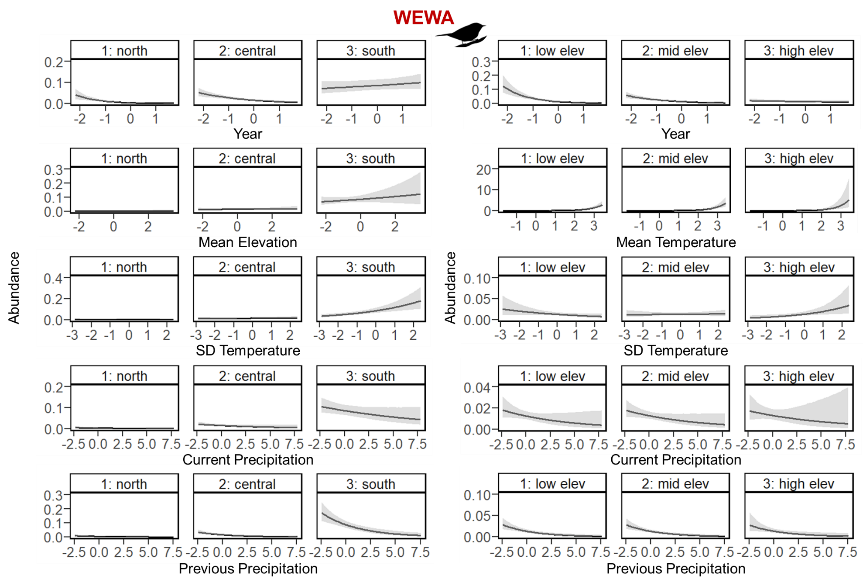 WEWA
1: north 2: central 3: south
0.2
0.1
0.0
-2 -1 0 1 -2 -1 0 1 -2 -1 0 1
Year
1: low elev 2: mid elev 3: high elev
0.3
0.2
0.1
0.0
-2 -1 0 1 -2 -1 0 1 -2 -1 0 1
Year
1: north 2: central 3: south
0.3
0.2
0.1
0.0
-2 0 2 -2 0 2 -2 0 2
Mean Elevation
1: low elev 2: mid elev 3: high elev
20
10
0
-1 0 1 2 3 -1 0 1 2 3 -1 0 1 2 3
Mean Temperature
Abundance
1: north 2: central 3: south
0.4
0.2
0.0
-3 -2 -1 0 1 2 -3 -2 -1 0 1 2 -3 -2 -1 0 1 2
SD Temperature
Abundance
1: low elev 2: mid elev 3: high elev
0.10
0.05
0.00
-3 -2 -1 0 1 2 -3 -2 -1 0 1 2 -3 -2 -1 0 1 2
SD Temperature
1: north 2: central 3: south
0.2
0.1
0.0
-2.5 0.0 2.5 5.0 7.5 -2.5 0.0 2.5 5.0 7.5 -2.5 0.0 2.5 5.0 7.5
Current Precipitation
1: low elev 2: mid elev 3: high elev
0.04
0.02
0.00
-2.5 0.0 2.5 5.0 7.5 -2.5 0.0 2.5 5.0 7.5 -2.5 0.0 2.5 5.0 7.5
Current Precipitation
1: north 2: central 3: south
0.3
0.2
0.1
0.0
-2.5 0.0 2.5 5.0 7.5 -2.5 0.0 2.5 5.0 7.5 -2.5 0.0 2.5 5.0 7.5
Previous Precipitation
1: low elev 2: mid elev 3: high elev
0.10
0.05
0.00
-2.5 0.0 2.5 5.0 7.5 -2.5 0.0 2.5 5.0 7.5 -2.5 0.0 2.5 5.0 7.5
Previous Precipitation